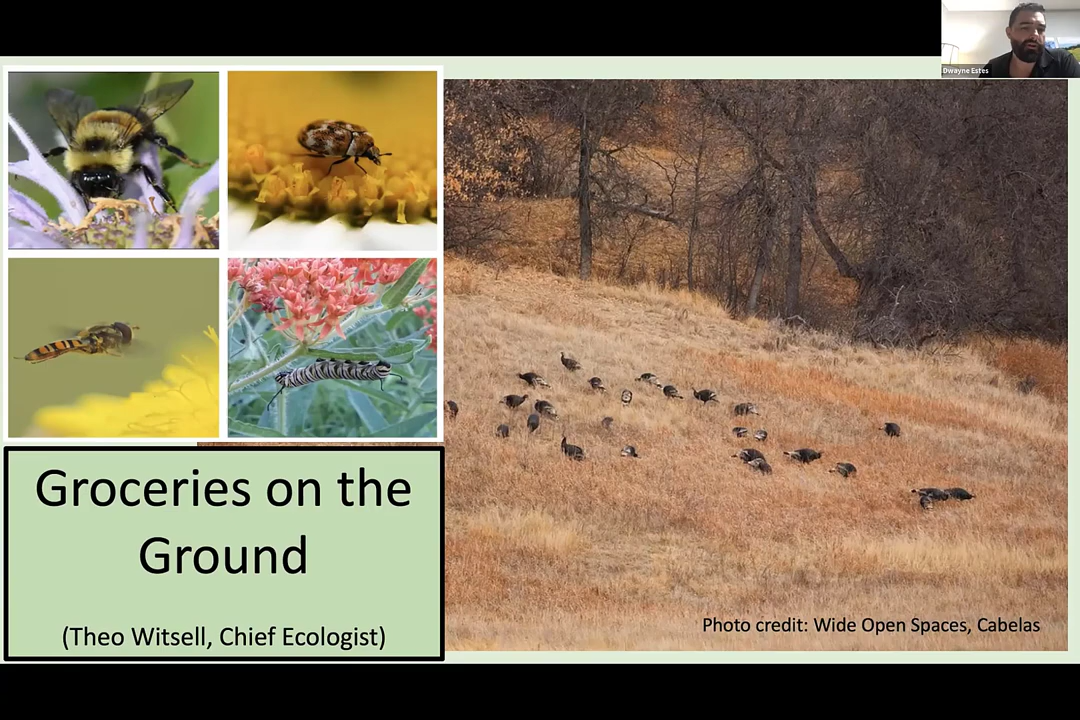 Dwayne Estes
Groceries on the
Ground
(Theo Witsell, Chief Ecologist)
Photo credit: Wide Open Spaces, Cabelas